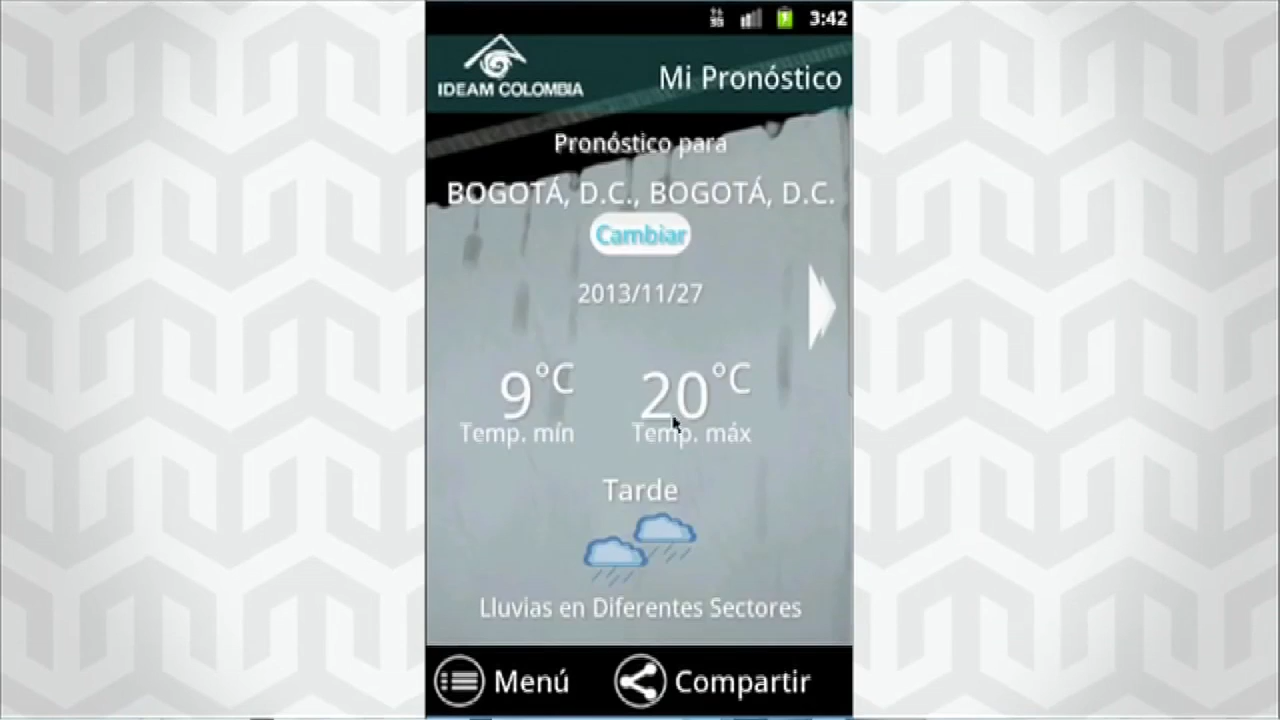 3:42
IDEAM COLOMBIA
Mi Pronóstico
Pronóstico para
BOGOTÁ, D.C., BOGOTÁ, D.C.
Cambiar
2013/11/27
9°C 20°C
Temp. mín Temp. máx
Tarde
Lluvias en Diferentes Sectores
Menú Compartir